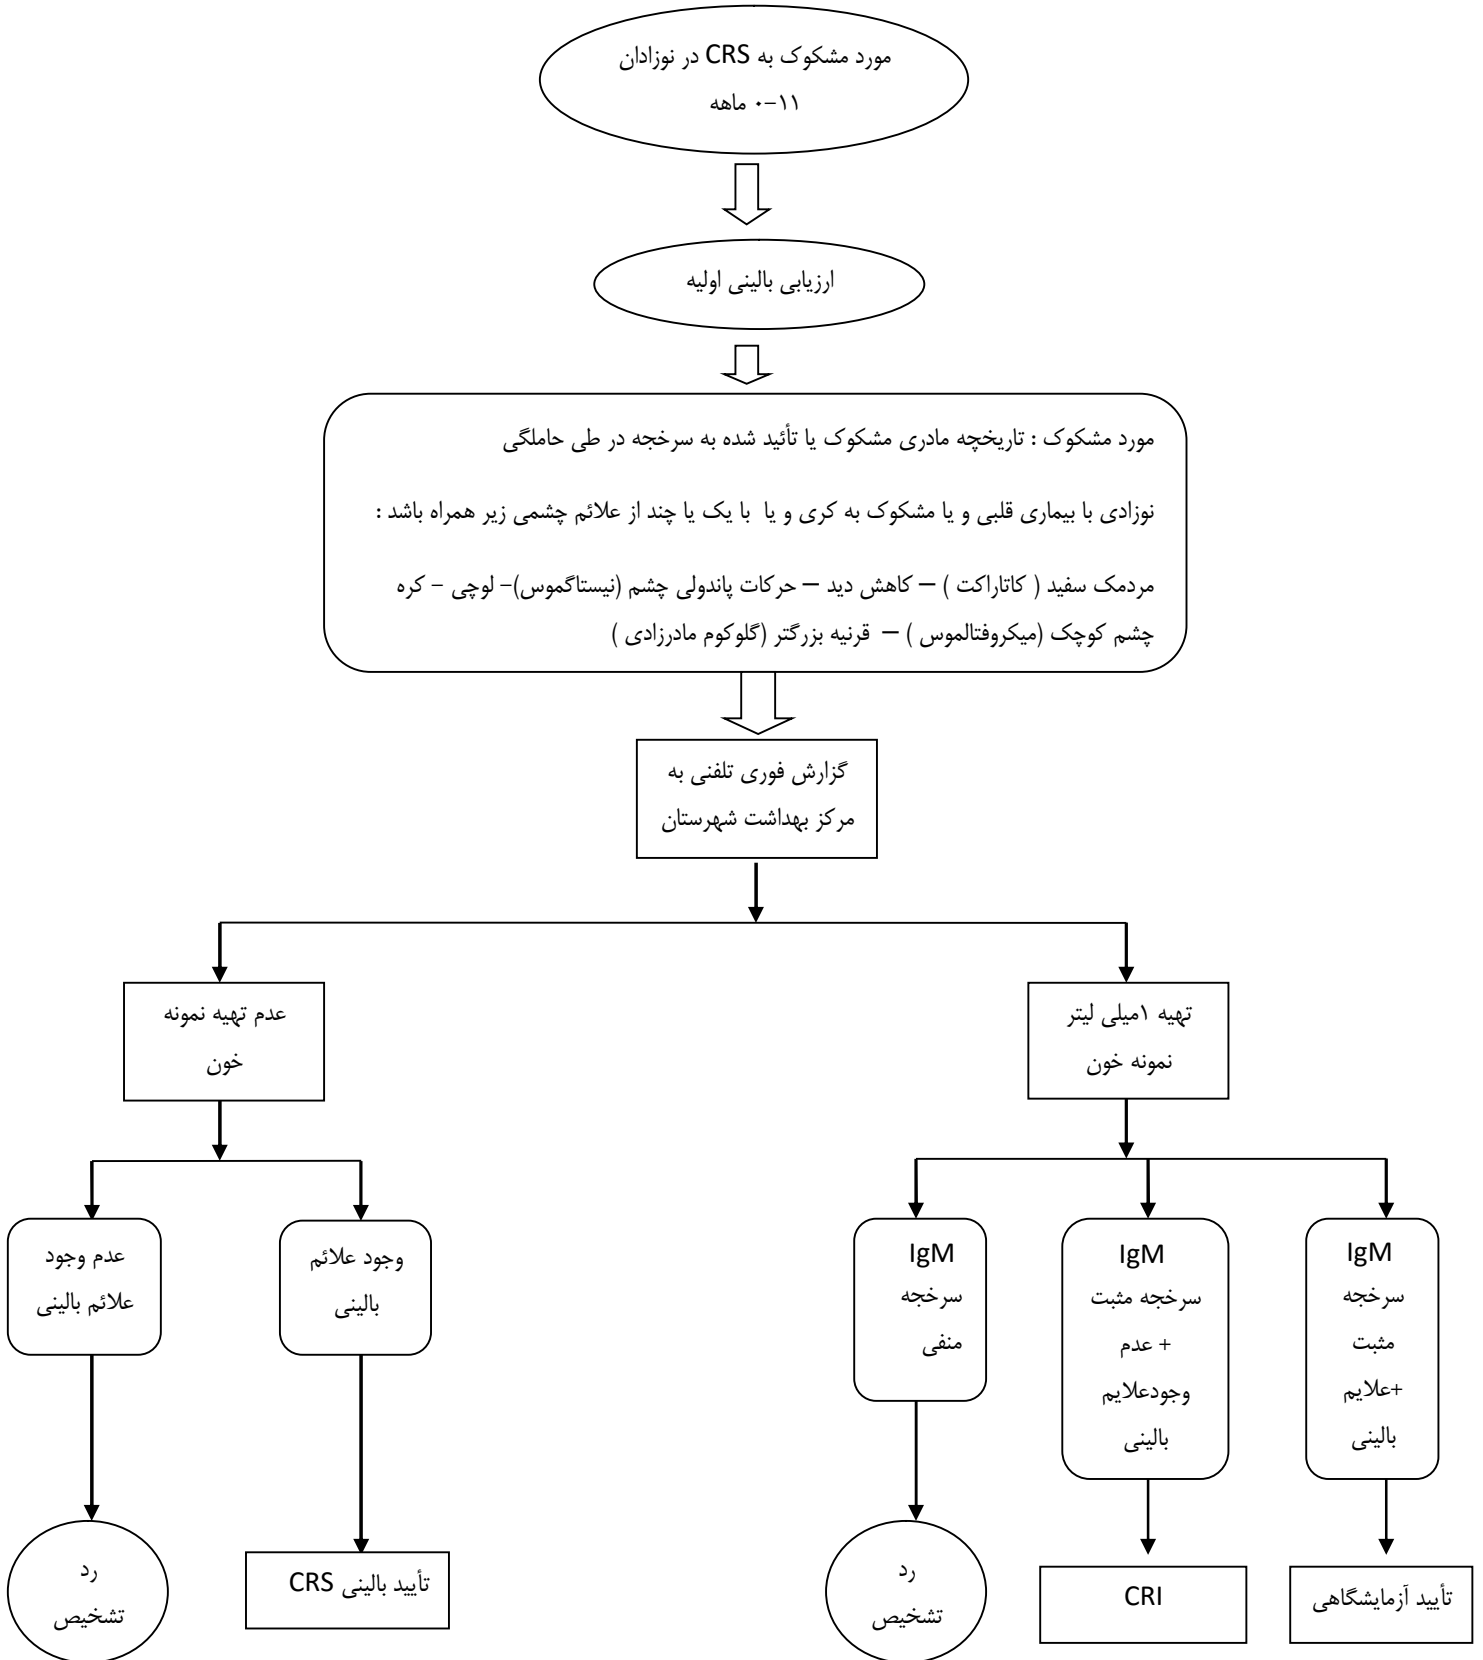 مورد مشکوک به CRS در نوزادان
۰-۱۱ ماهه
ارزیابی بالینی اولیه
مورد مشکوک : تاریخچه مادری مشکوک یا تأئید شده به سرخجه در طی حاملگی
نوزادی با بیماری قلبی و یا مشکوک به کری و یا با یک یا چند از علائم چشمی زیر همراه باشد :
مردمک سفید ( کاتاراکت ) – کاهش دید – حرکات پاندولی چشم (نیستاگموس)- لوچی – کره
چشم کوچک (میکروفتالموس ) – قرنیه بزرگتر (گلوکوم مادرزادی )
گزارش فوری تلفنی به
مرکز بهداشت شهرستان
تهیه ۱میلی لیتر
نمونه خون
عدم تهیه نمونه
خون
IgM
سرخجه
مثبت
+علایم
بالینی
IgM
سرخجه مثبت
+ عدم
وجودعلایم
بالینی
IgM
سرخجه
منفی
وجود علائم
بالینی
عدم وجود
علائم بالینی
تأیید آزمایشگاهی
CRI
رد
تشخیص
تأیید بالینی CRS
رد
تشخیص